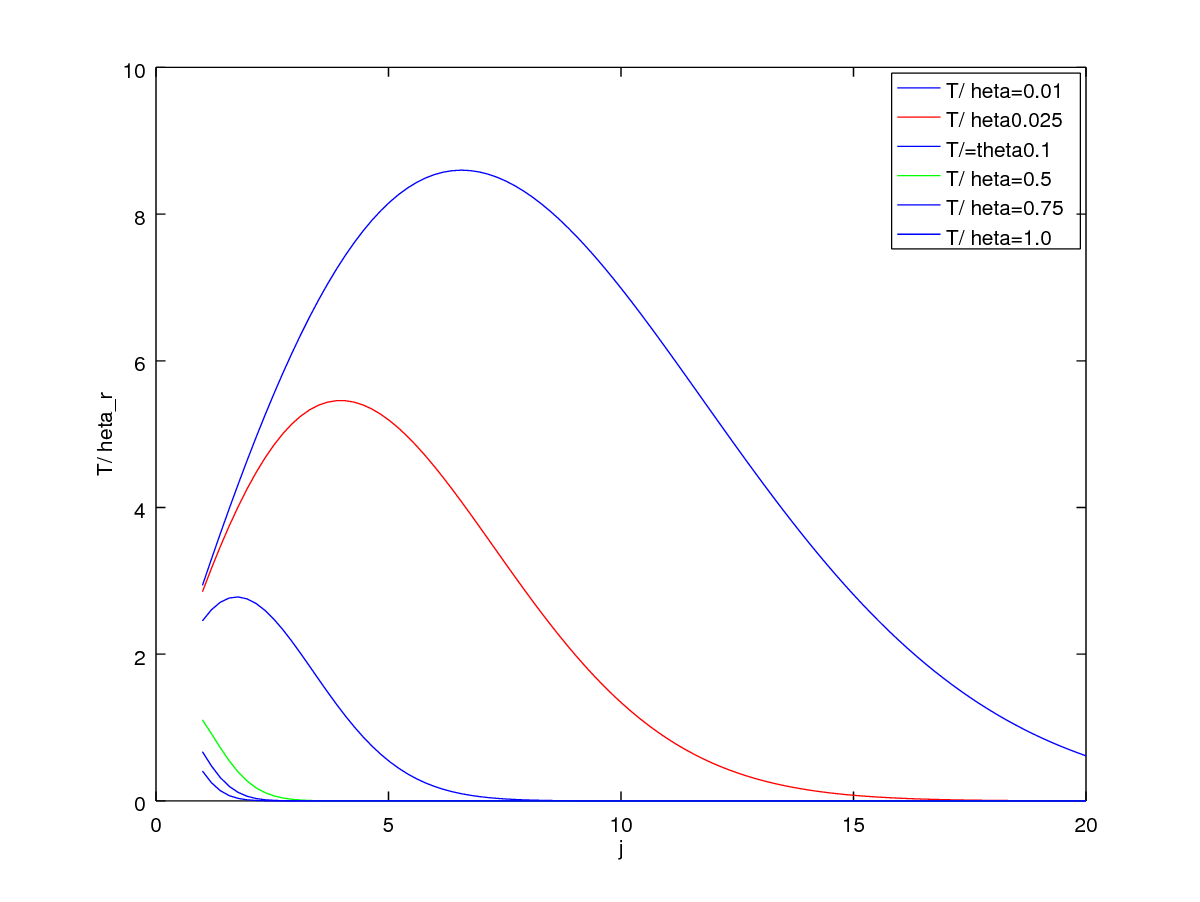 10
8
6
4
2
0
T/ heta_r
0 5 10 15 20
j
T/ heta=0.01
T/ heta0.025
T/=theta0.1
T/ heta=0.5
T/ heta=0.75
T/ heta=1.0